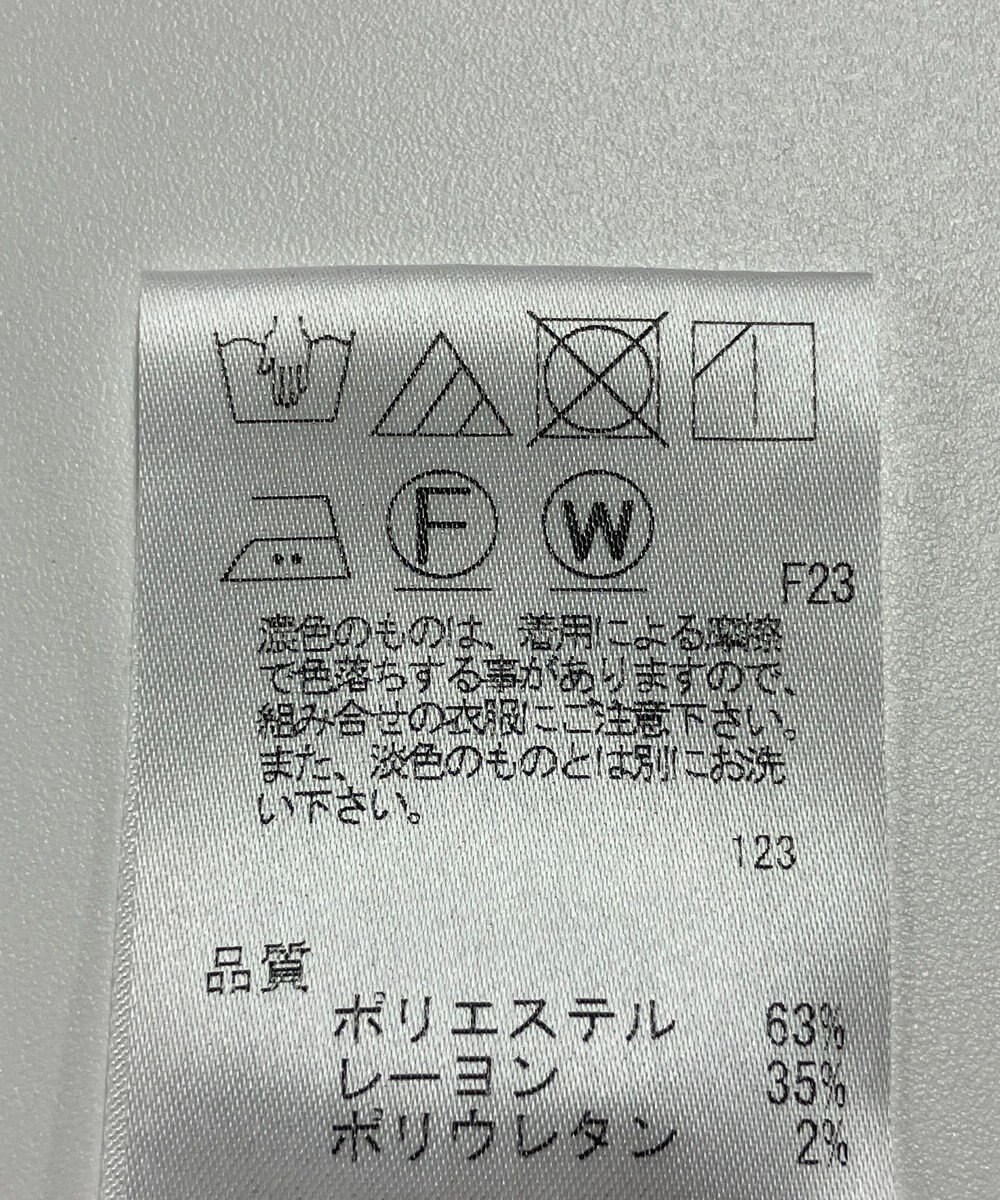 F
W
F23
濃色のものは、着用による摩擦
で色落ちする事がありますので、
組み合せの衣服にご注意下さい。
また、淡色のものとは別にお洗
い下さい。
123
品質
ポリエステル 63%
レーヨン 35%
ポリウレタン 2%